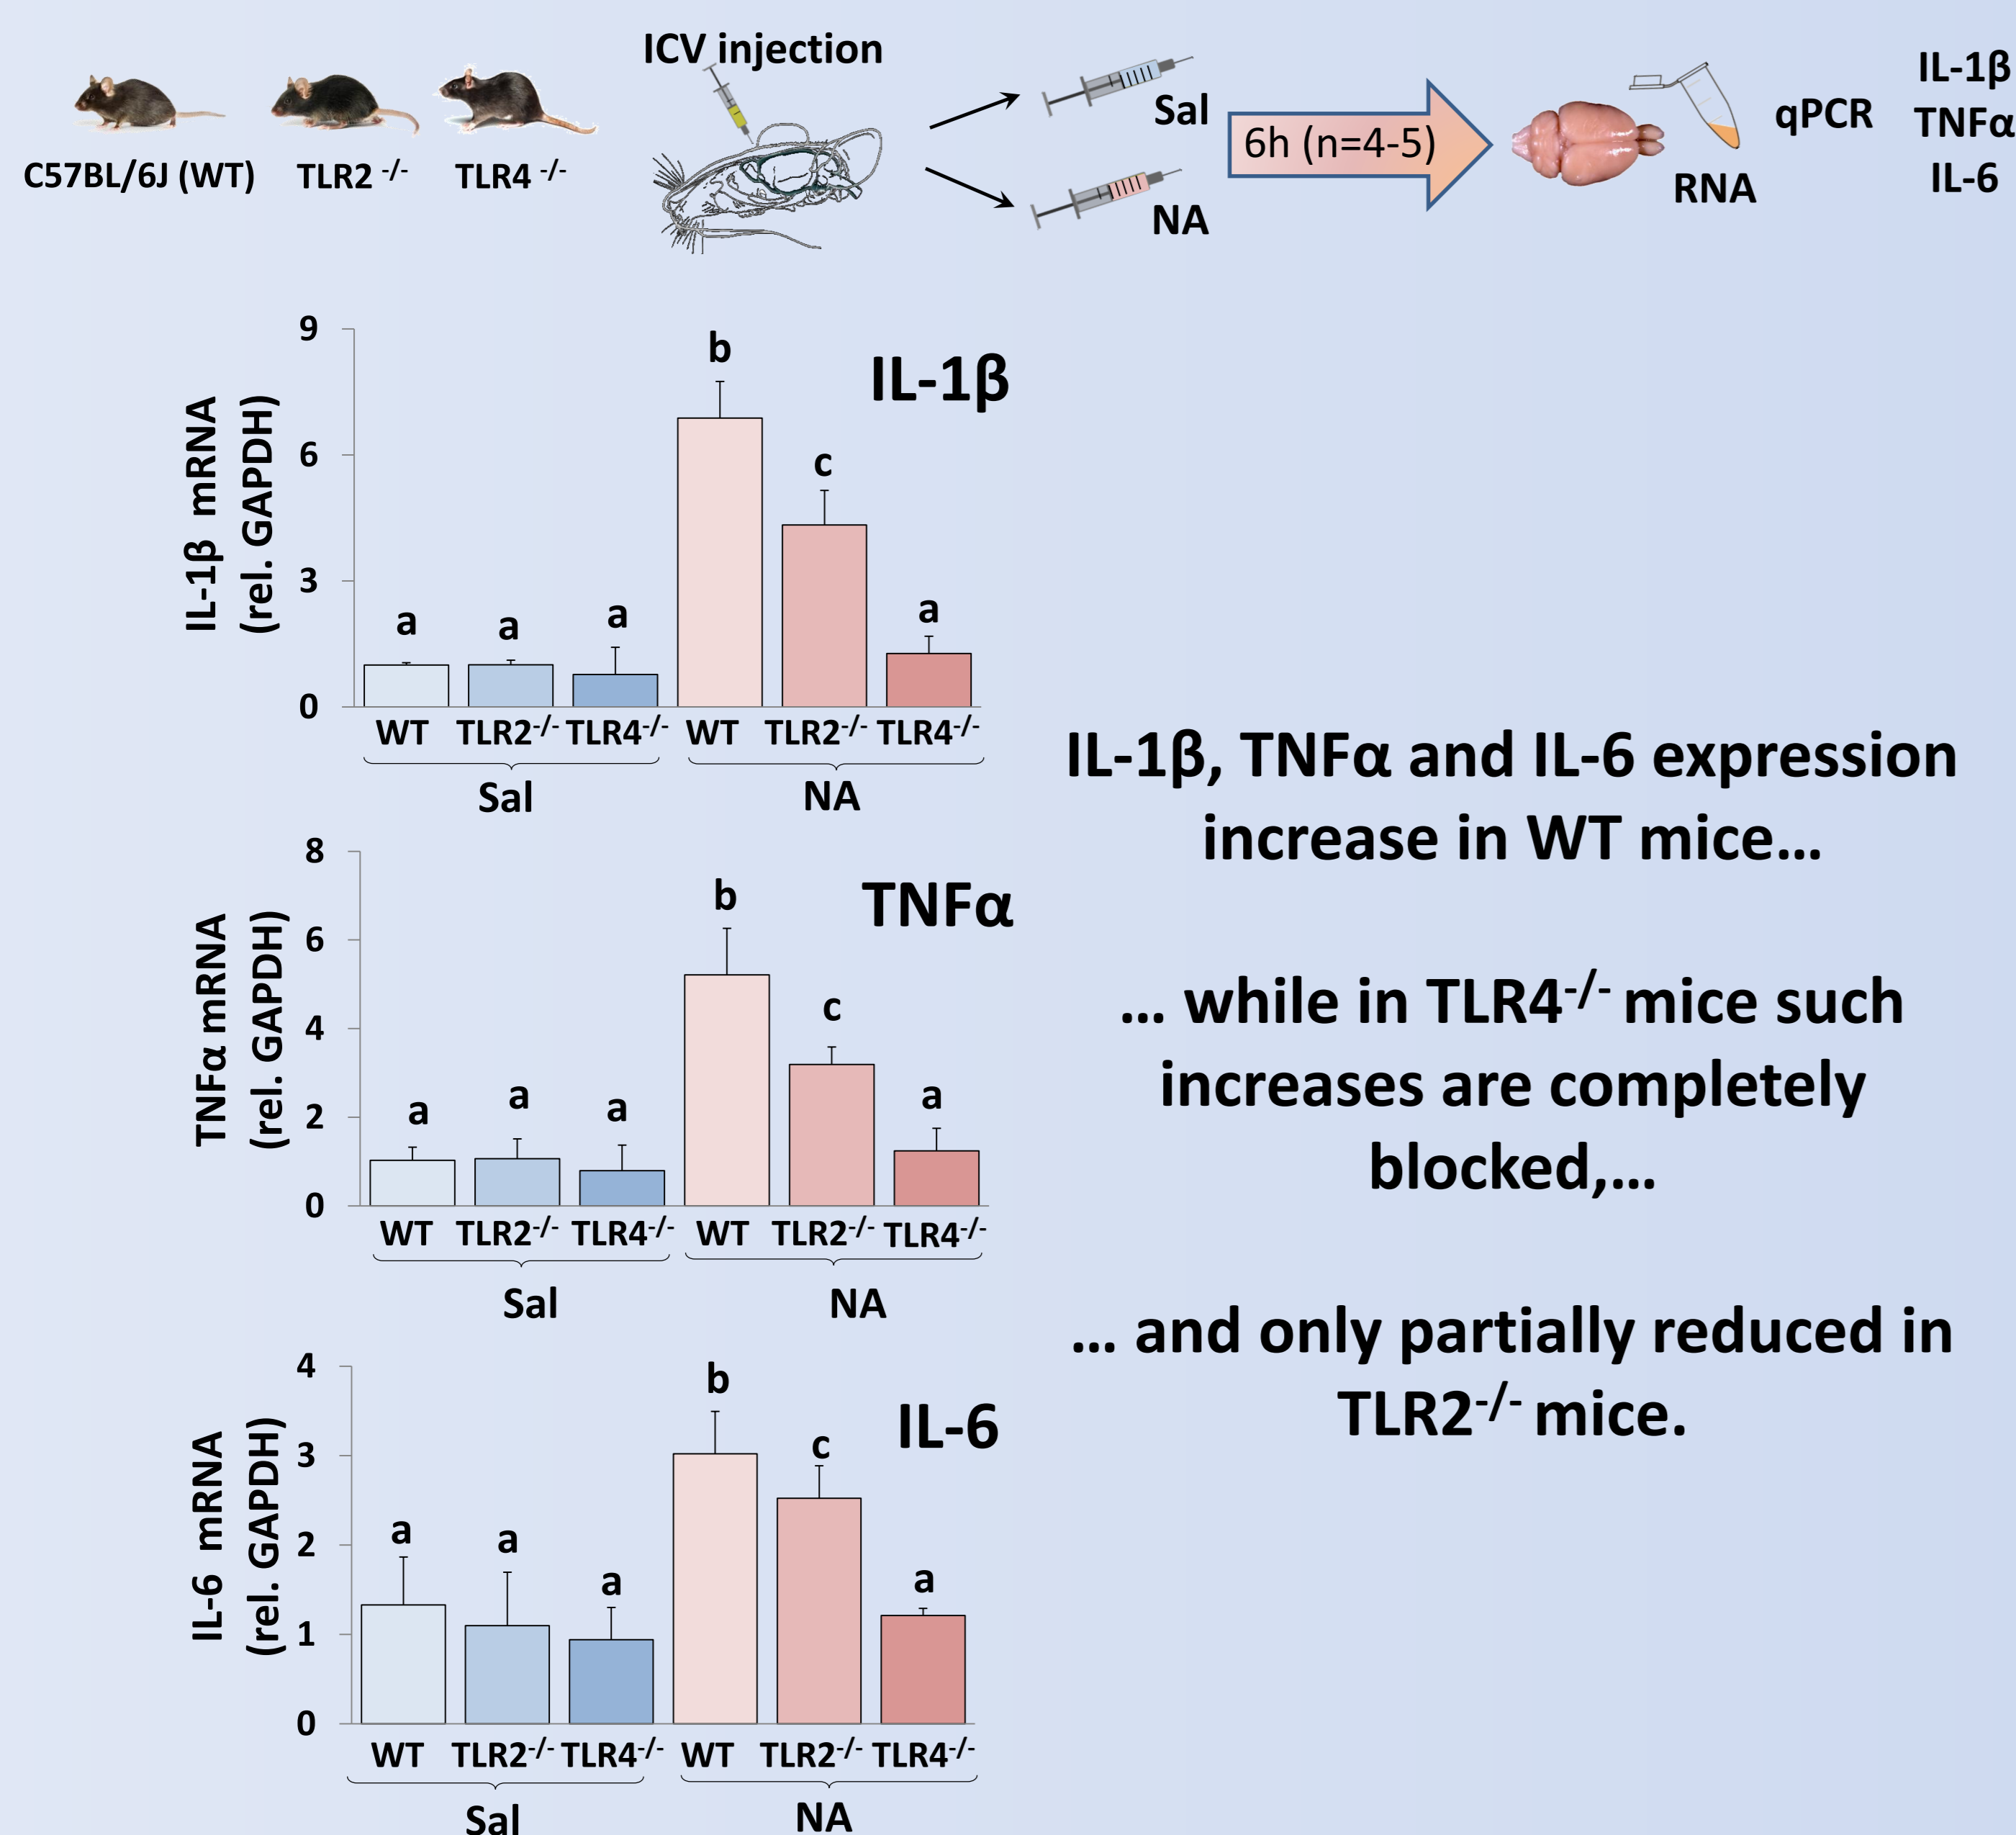 ICV injection
C57BL/6J (WT)
TLR2 -/-
TLR4 -/-
Sal
NA
6h (n=4-5)
RNA
qPCR
IL-1β
TNFα
IL-6
IL-1β mRNA
(rel. GAPDH)
9
6
3
0
IL-1β
a
a
a
b
c
a
WT TLR2-/- TLR4-/- WT TLR2-/- TLR4-/-
Sal NA
TNFα mRNA
(rel. GAPDH)
8
6
4
2
0
TNFα
a
a
a
b
c
a
WT TLR2-/- TLR4-/- WT TLR2-/- TLR4-/-
Sal NA
IL-6 mRNA
(rel. GAPDH)
4
3
2
1
0
IL-6
a
a
a
b
c
a
WT TLR2-/- TLR4-/- WT TLR2-/- TLR4-/-
Sal NA
IL-1β, TNFα and IL-6 expression
increase in WT mice...
... while in TLR4-/- mice such
increases are completely
blocked,...
... and only partially reduced in
TLR2-/- mice.